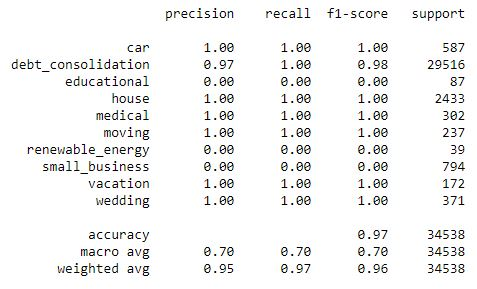 precision recall f1-score support
car 1.00 1.00 1.00 587
debt_consolidation 0.97 1.00 0.98 29516
educational 0.00 0.00 0.00 87
house 1.00 1.00 1.00 2433
medical 1.00 1.00 1.00 302
moving 1.00 1.00 1.00 237
renewable_energy 0.00 0.00 0.00 39
small_business 0.00 0.00 0.00 794
vacation 1.00 1.00 1.00 172
wedding 1.00 1.00 1.00 371
accuracy 0.97 34538
macro avg 0.70 0.70 0.70 34538
weighted avg 0.95 0.97 0.96 34538